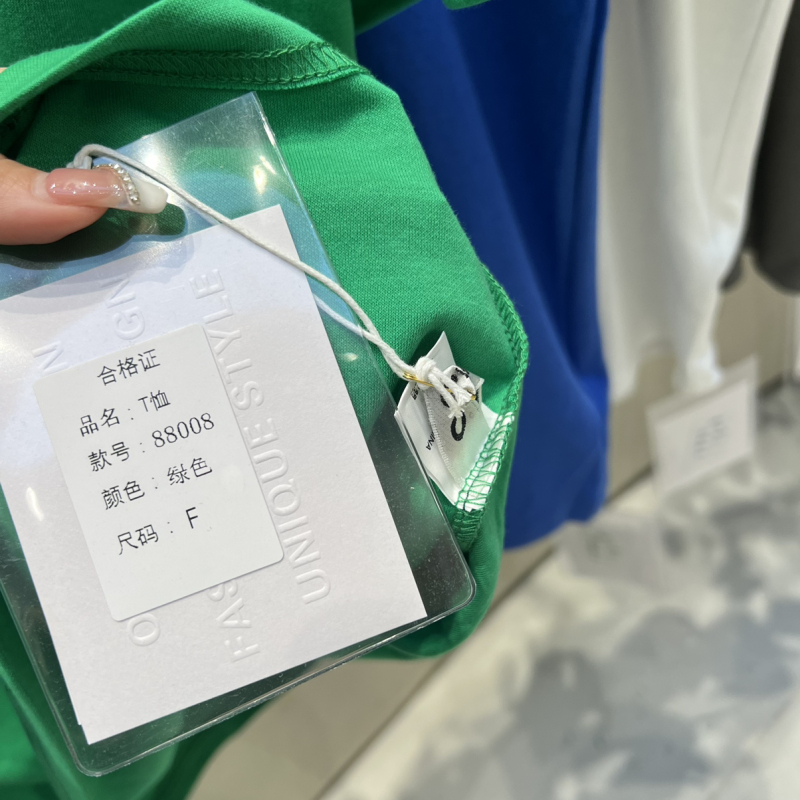 合格证
品名：T恤
款号：88008
颜色：绿色
尺码：F
UNIQUE STYLE